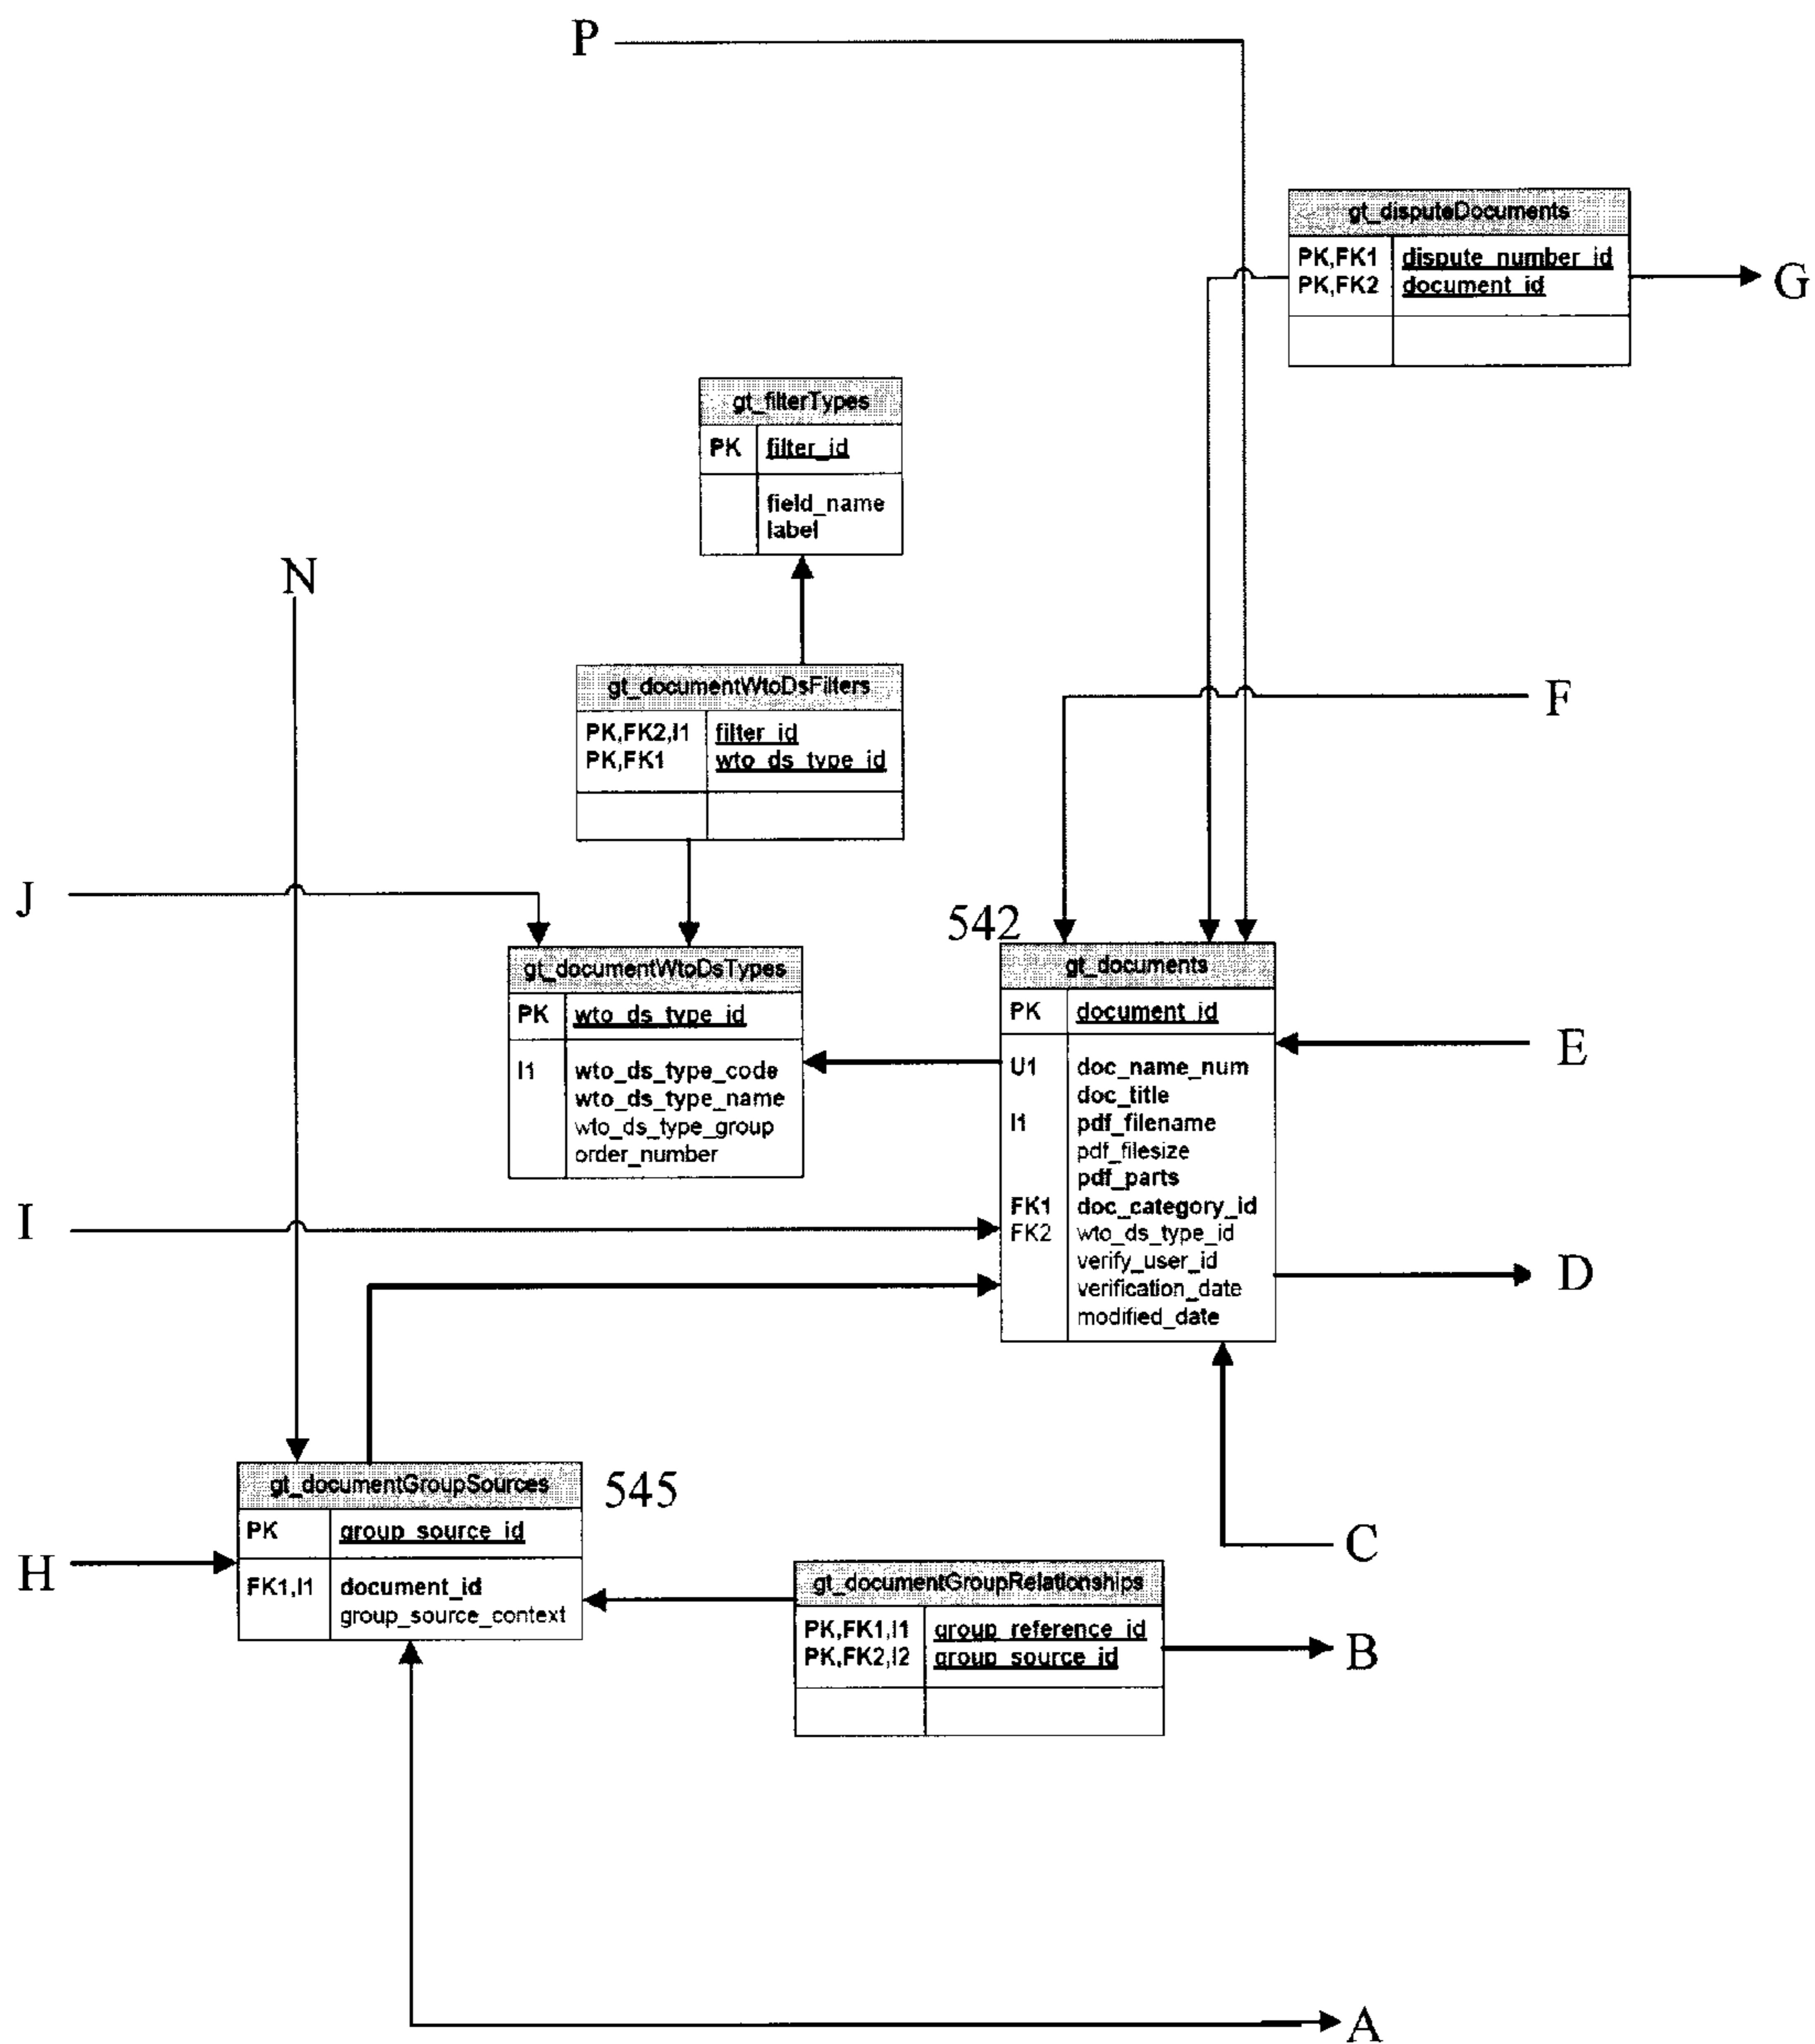 P
gt_disputeDocuments
PK,FK1 dispute_number_id
PK,FK2 document_id
G
gt_filterTypes
PK filter_id
field_name
label
N
gt_documentWtoDsFilters
PK,FK2,I1 filter_id
PK,FK1 wto_ds_type_id
F
J
542
gt_documentWtoDsTypes
PK wto_ds_type_id
I1 wto_ds_type_code
wto_ds_type_name
wto_ds_type_group
order_number
gt_documents
PK document_id
U1 doc_name_num
doc_title
I1 pdf_filename
pdf_filesize
pdf_parts
FK1 doc_category_id
FK2 wto_ds_type_id
verify_user_id
verification_date
modified_date
E
I
D
gt_documentGroupSources
545
PK group_source_id
FK1,I1 document_id
group_source_context
H
C
gt_documentGroupRelationships
PK,FK1,I1 group_reference_id
PK,FK2,I2 group_source_id
B
A